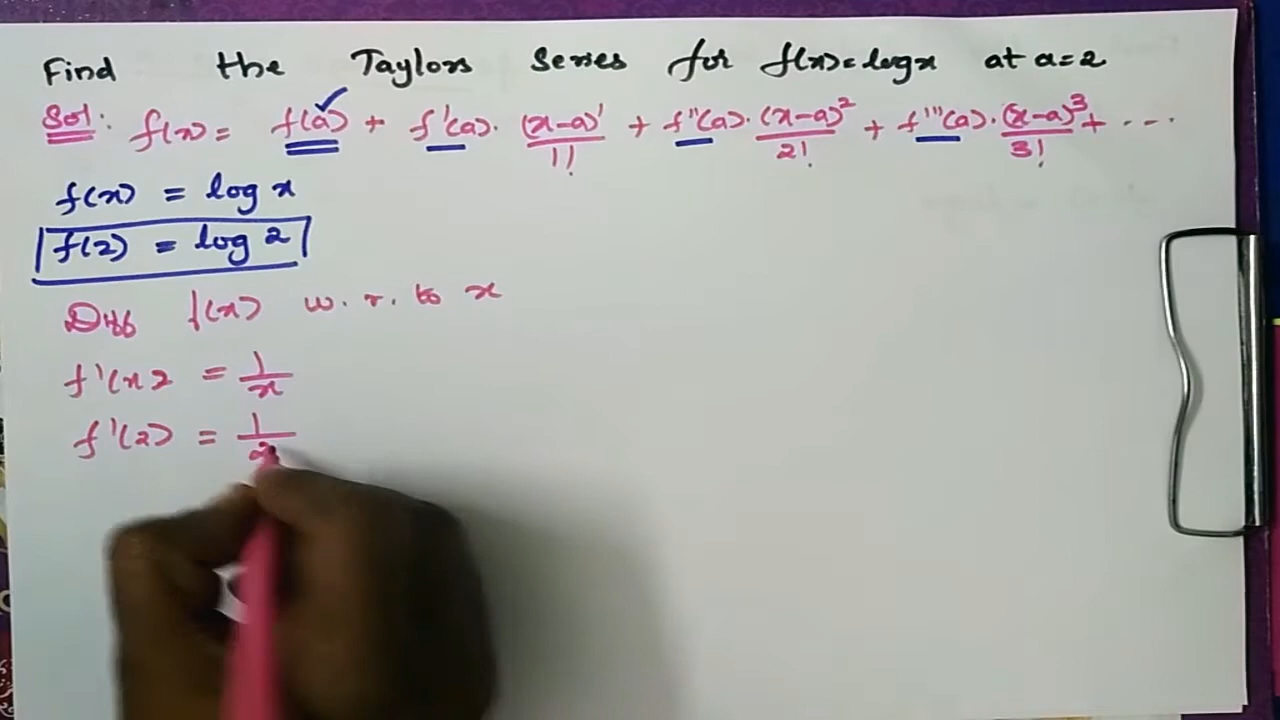 Find the Taylors Series for f(x)=logx at a=2
Sol: f(x) = f(a) + f'(a). (x-a)'/1! + f''(a). (x-a)²/2! + f'''(a). (x-a)³/3! + ...
f(x) = log x
f(2) = log 2
Diff f(x) w.r. to x
f'(x) = 1/x
f'(2) = 1/2